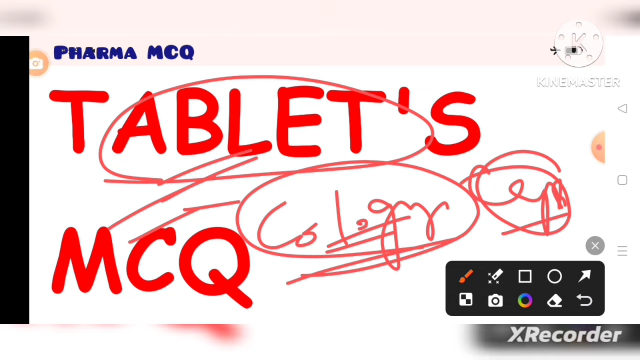 PHARMA MCQ
KINEMASTER
TABLET'S
MCQ
XRecorder